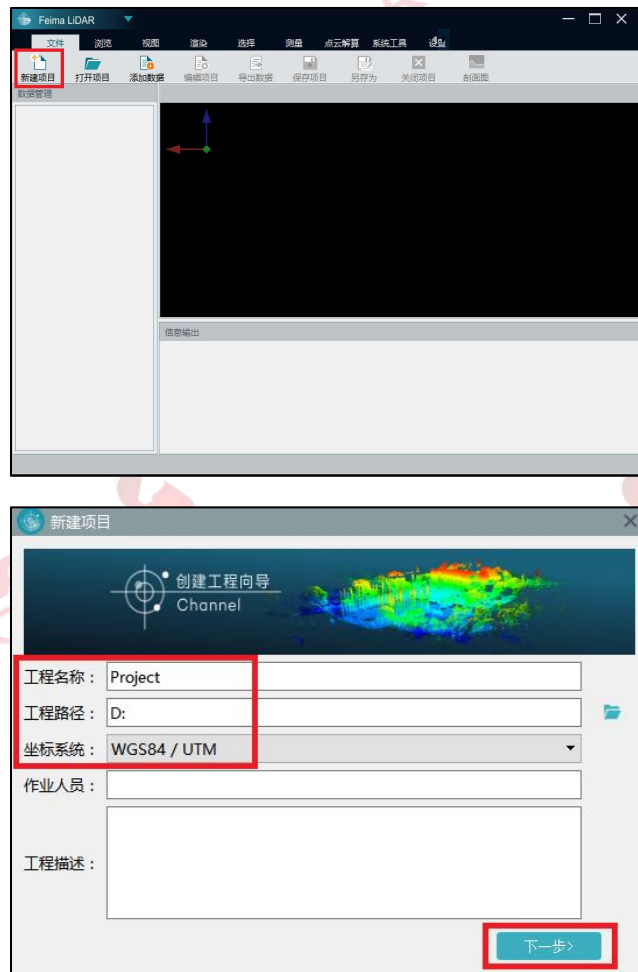 Feima LiDAR
文件 浏览 视图 渲染 选择 测量 点云解算 系统工具 设置
新建项目 打开项目 添加数据 编辑项目 导出数据 保存项目 另存为 关闭项目 剖面图
数据管理
信息输出
新建项目
创建工程向导
Channel
工程名称： Project
工程路径： D:
坐标系统： WGS84 / UTM
作业人员：
工程描述：
下一步>